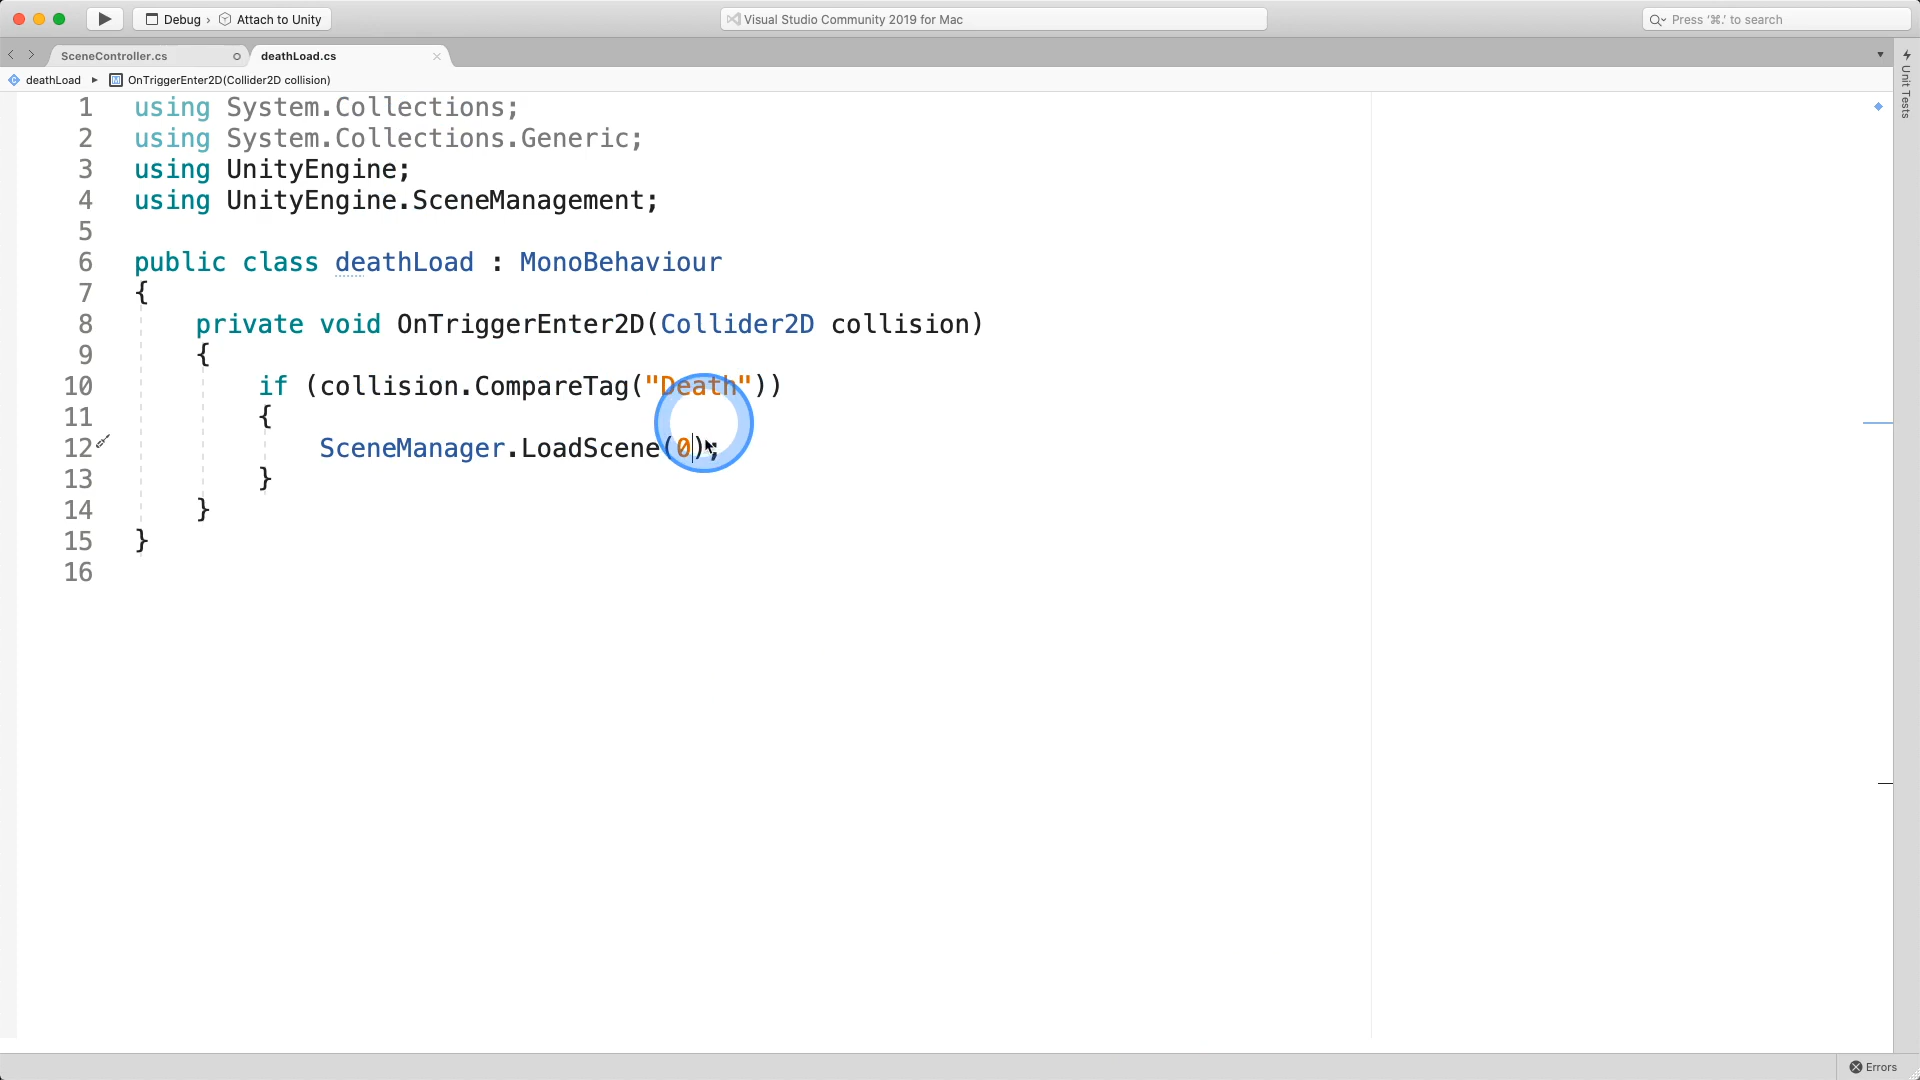 Debug › Attach to Unity
Visual Studio Community 2019 for Mac
Press '⌘.' to search
SceneController.cs
deathLoad.cs
deathLoad ▸ OnTriggerEnter2D(Collider2D collision)
Unit Tests
1 using System.Collections;
2 using System.Collections.Generic;
3 using UnityEngine;
4 using UnityEngine.SceneManagement;
5
6 public class deathLoad : MonoBehaviour
7 {
8 private void OnTriggerEnter2D(Collider2D collision)
9 {
10 if (collision.CompareTag("Death"))
11 {
12 SceneManager.LoadScene(0);
13 }
14 }
15 }
16
Errors